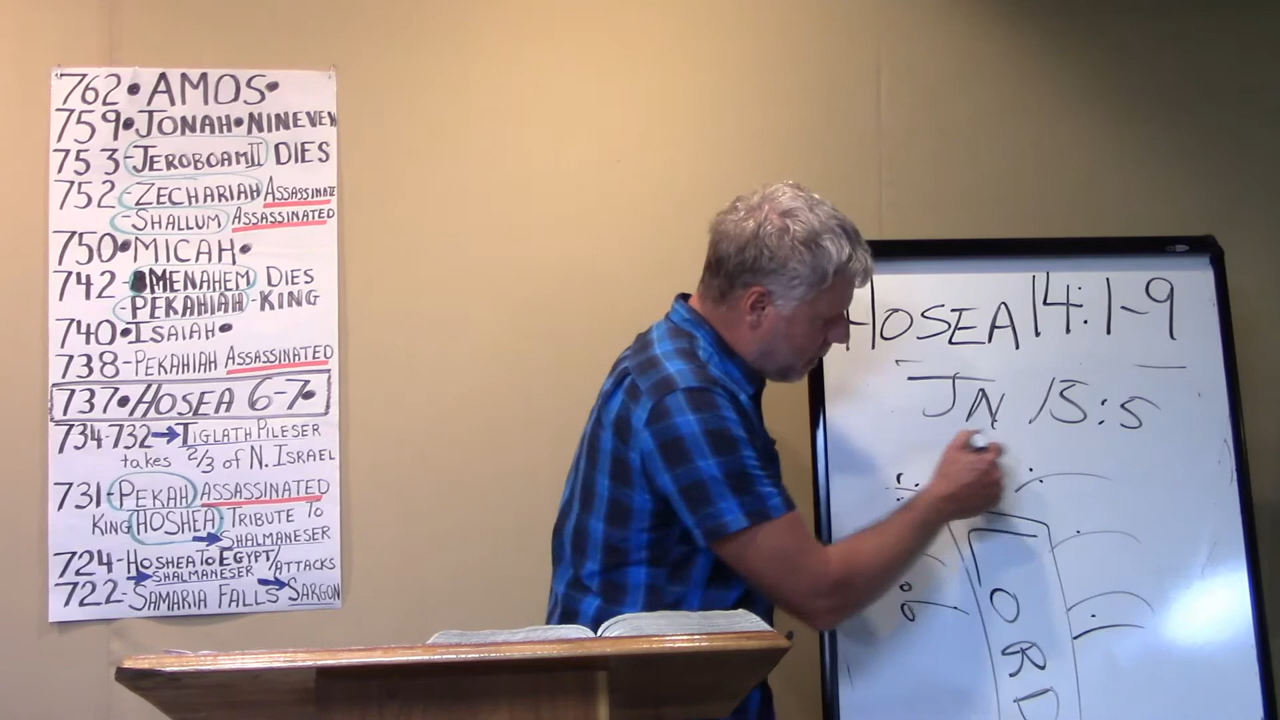 762•AMOS•
759•JONAH•NINEVEH
753-JEROBOAM II DIES
752-ZECHARIAH ASSASSINATE
-SHALLUM ASSASSINATED
750•MICAH•
742-MENAHEM DIES
-PEKAHIAH-KING
740•ISAIAH•
738-PEKAHIAH ASSASSINATED
737•HOSEA 6-7•
734-732→TIGLATH PILESER
takes 2/3 of N. ISRAEL
731-PEKAH ASSASSINATED
KING HOSHEA TRIBUTE TO
→SHALMANESER
724-HOSHEA TO EGYPT/
→SHALMANESER ATTACKS
722-SAMARIA FALLS→SARGON
HOSEA 14:1-9
JN 15:5
LORD